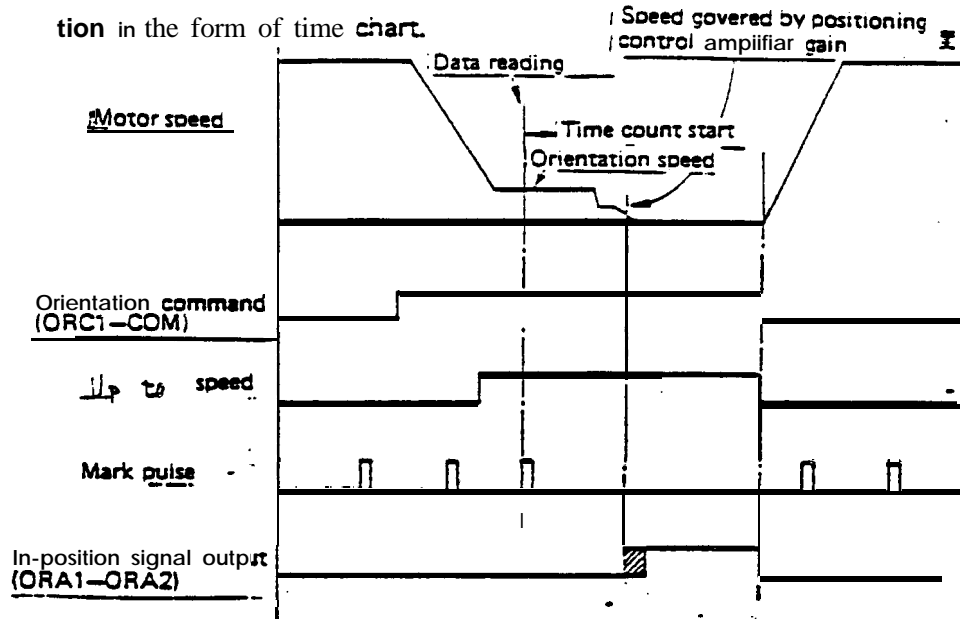 tion in the form of time chart.
Speed govered by positioning
control ampiifiar gain
Data reading
Motor speed
Time count start
Orientation speed
Orientation command
(ORC1—COM)
Up to speed
Mark puise
In-position signal output
(ORA1—ORA2)